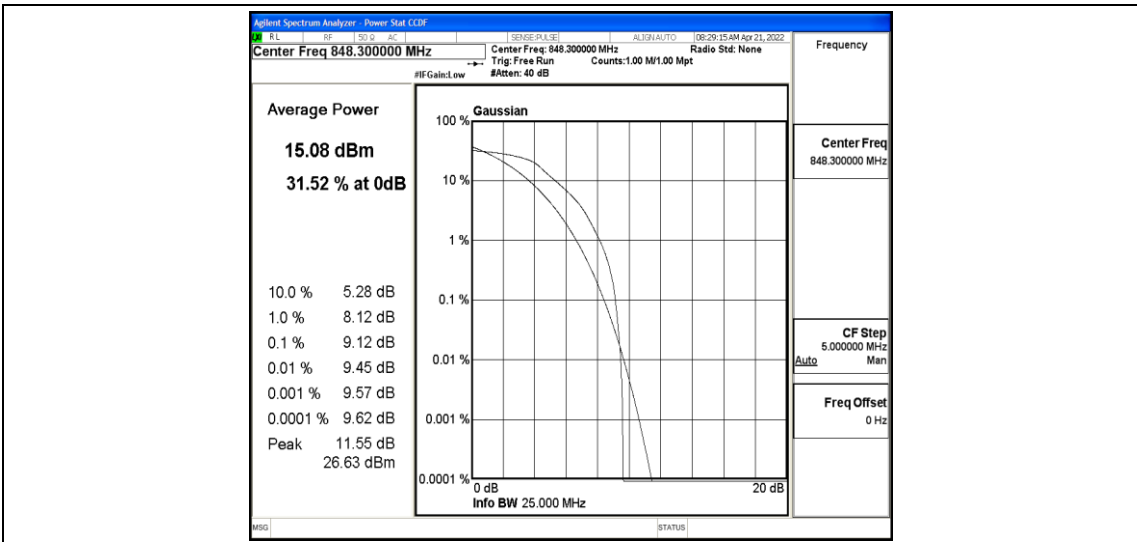 Agilent Spectrum Analyzer - Power Stat CCDF
LXI RL RF 50 Ω AC SENSE:PULSE ALIGNAUTO 08:29:15 AM Apr 21, 2022
Center Freq 848.300000 MHz
Center Freq: 848.300000 MHz Radio Std: None
Trig: Free Run Counts:1.00 M/1.00 Mpt
#IFGain:Low #Atten: 40 dB
Frequency
Average Power
15.08 dBm
31.52 % at 0dB
10.0 % 5.28 dB
1.0 % 8.12 dB
0.1 % 9.12 dB
0.01 % 9.45 dB
0.001 % 9.57 dB
0.0001 % 9.62 dB
Peak 11.55 dB
26.63 dBm
Gaussian
100 %
10 %
1 %
0.1 %
0.01 %
0.001 %
0.0001 %
0 dB 20 dB
Info BW 25.000 MHz
Center Freq
848.300000 MHz
CF Step
5.000000 MHz
Auto Man
Freq Offset
0 Hz
MSG STATUS